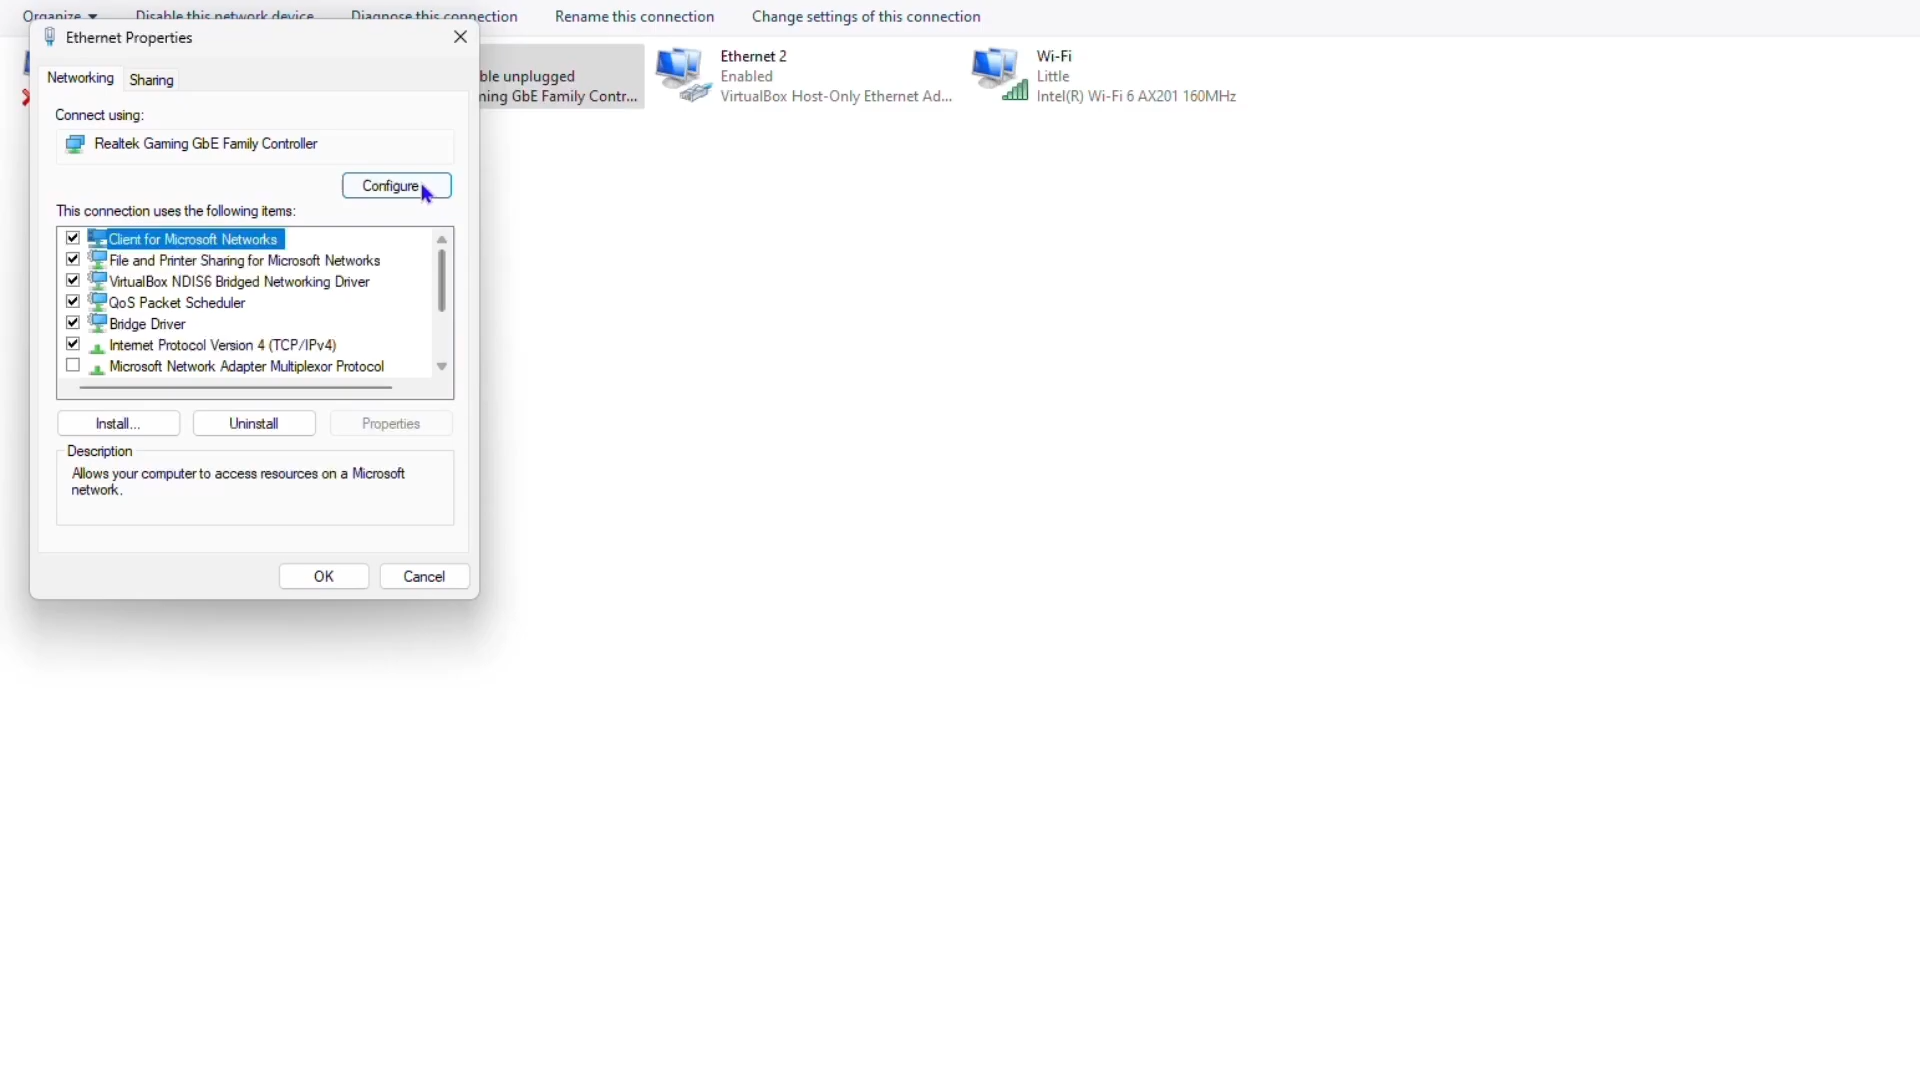 Organize Disable this network device Diagnose this connection Rename this connection Change settings of this connection
Ethernet Properties
Networking Sharing
Connect using:
Realtek Gaming GbE Family Controller
Configure
This connection uses the following items:
Client for Microsoft Networks
File and Printer Sharing for Microsoft Networks
VirtualBox NDIS6 Bridged Networking Driver
QoS Packet Scheduler
Bridge Driver
Internet Protocol Version 4 (TCP/IPv4)
Microsoft Network Adapter Multiplexor Protocol
Install... Uninstall Properties
Description
Allows your computer to access resources on a Microsoft
network.
OK Cancel
ble unplugged
ning GbE Family Contr...
Ethernet 2
Enabled
VirtualBox Host-Only Ethernet Ad...
Wi-Fi
Little
Intel(R) Wi-Fi 6 AX201 160MHz